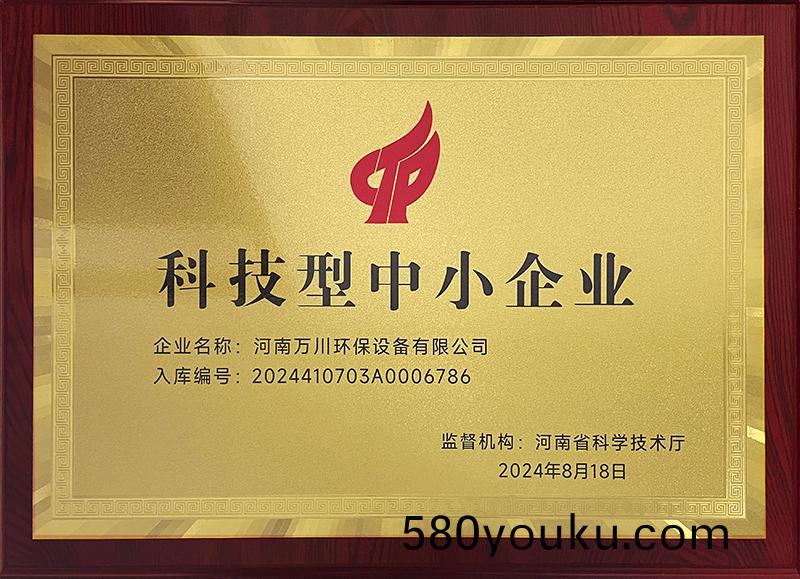 科技型中小企业
企业名称：河南万川环保设备有限公司
入库编号：2024410703A0006786
监督机构：河南省科学技术厅
2024年8月18日
580youku.com